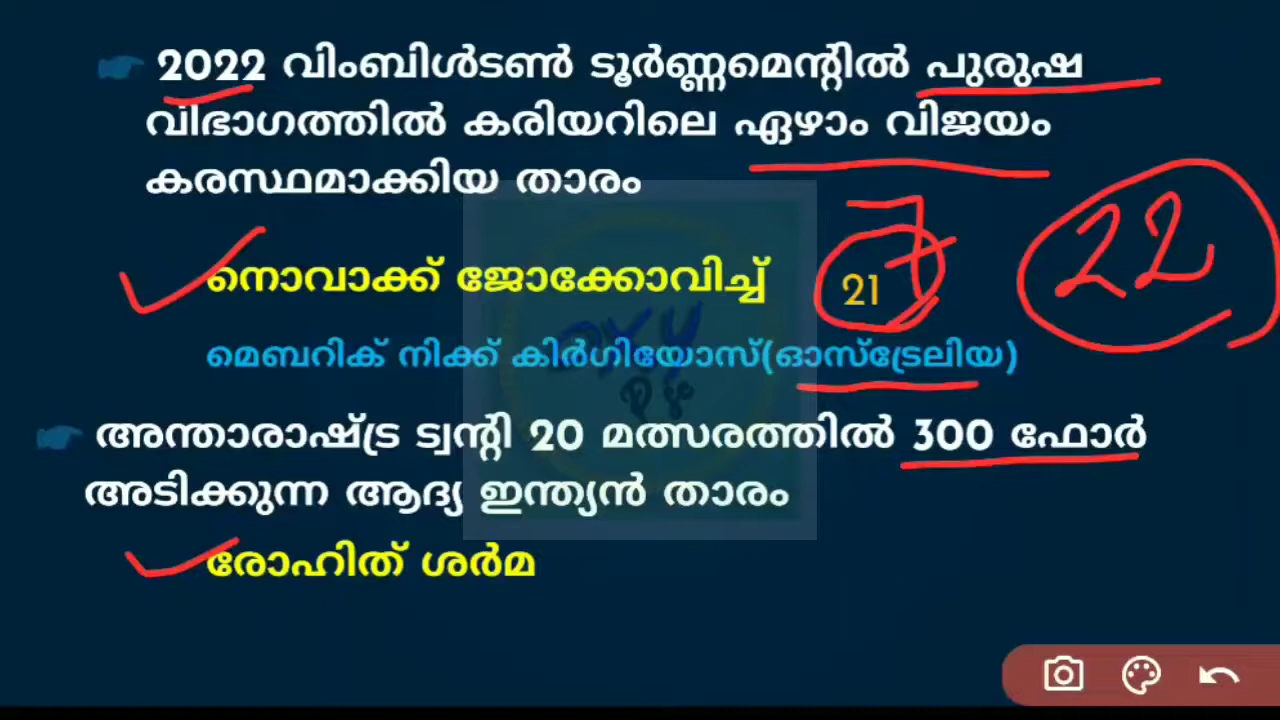 2022 വിംബിൾടൺ ടൂർണ്ണമെന്റിൽ പുരുഷ
വിഭാഗത്തിൽ കരിയറിലെ ഏഴാം വിജയം
കരസ്ഥമാക്കിയ താരം
നൊവാക്ക് ജോക്കോവിച്ച് 21 7 22
മെബറിക് നിക്ക് കിർഗിയോസ്(ഓസ്ട്രേലിയ)
അന്താരാഷ്ട്ര ട്വന്റി 20 മത്സരത്തിൽ 300 ഫോർ
അടിക്കുന്ന ആദ്യ ഇന്ത്യൻ താരം
രോഹിത് ശർമ